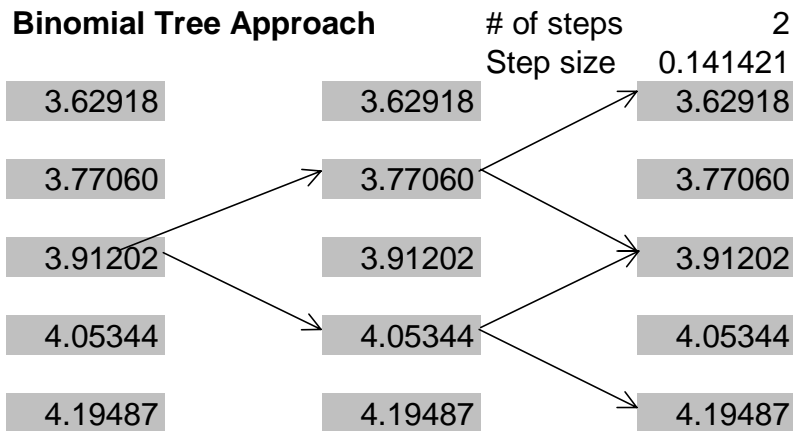 Binomial Tree Approach # of steps 2
Step size 0.141421
3.62918 3.62918 3.62918
3.77060 3.77060 3.77060
3.91202 3.91202 3.91202
4.05344 4.05344 4.05344
4.19487 4.19487 4.19487